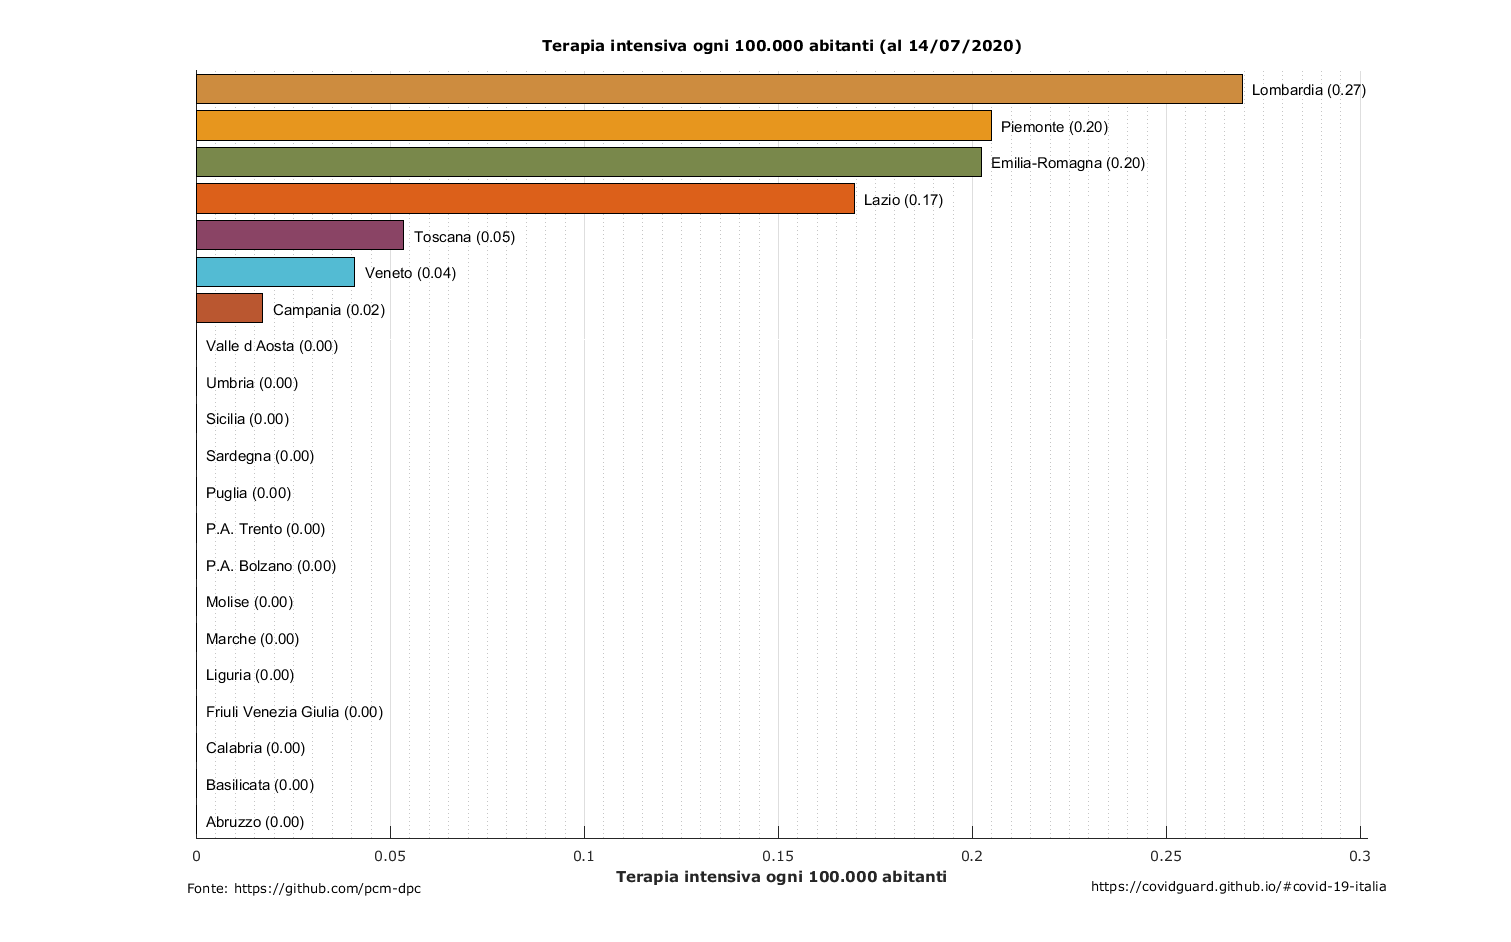 Terapia intensiva ogni 100.000 abitanti (al 14/07/2020)
Lombardia (0.27)
Piemonte (0.20)
Emilia-Romagna (0.20)
Lazio (0.17)
Toscana (0.05)
Veneto (0.04)
Campania (0.02)
Valle d Aosta (0.00)
Umbria (0.00)
Sicilia (0.00)
Sardegna (0.00)
Puglia (0.00)
P.A. Trento (0.00)
P.A. Bolzano (0.00)
Molise (0.00)
Marche (0.00)
Liguria (0.00)
Friuli Venezia Giulia (0.00)
Calabria (0.00)
Basilicata (0.00)
Abruzzo (0.00)
0 0.05 0.1 0.15 0.2 0.25 0.3
Terapia intensiva ogni 100.000 abitanti
Fonte: https://github.com/pcm-dpc
https://covidguard.github.io/#covid-19-italia